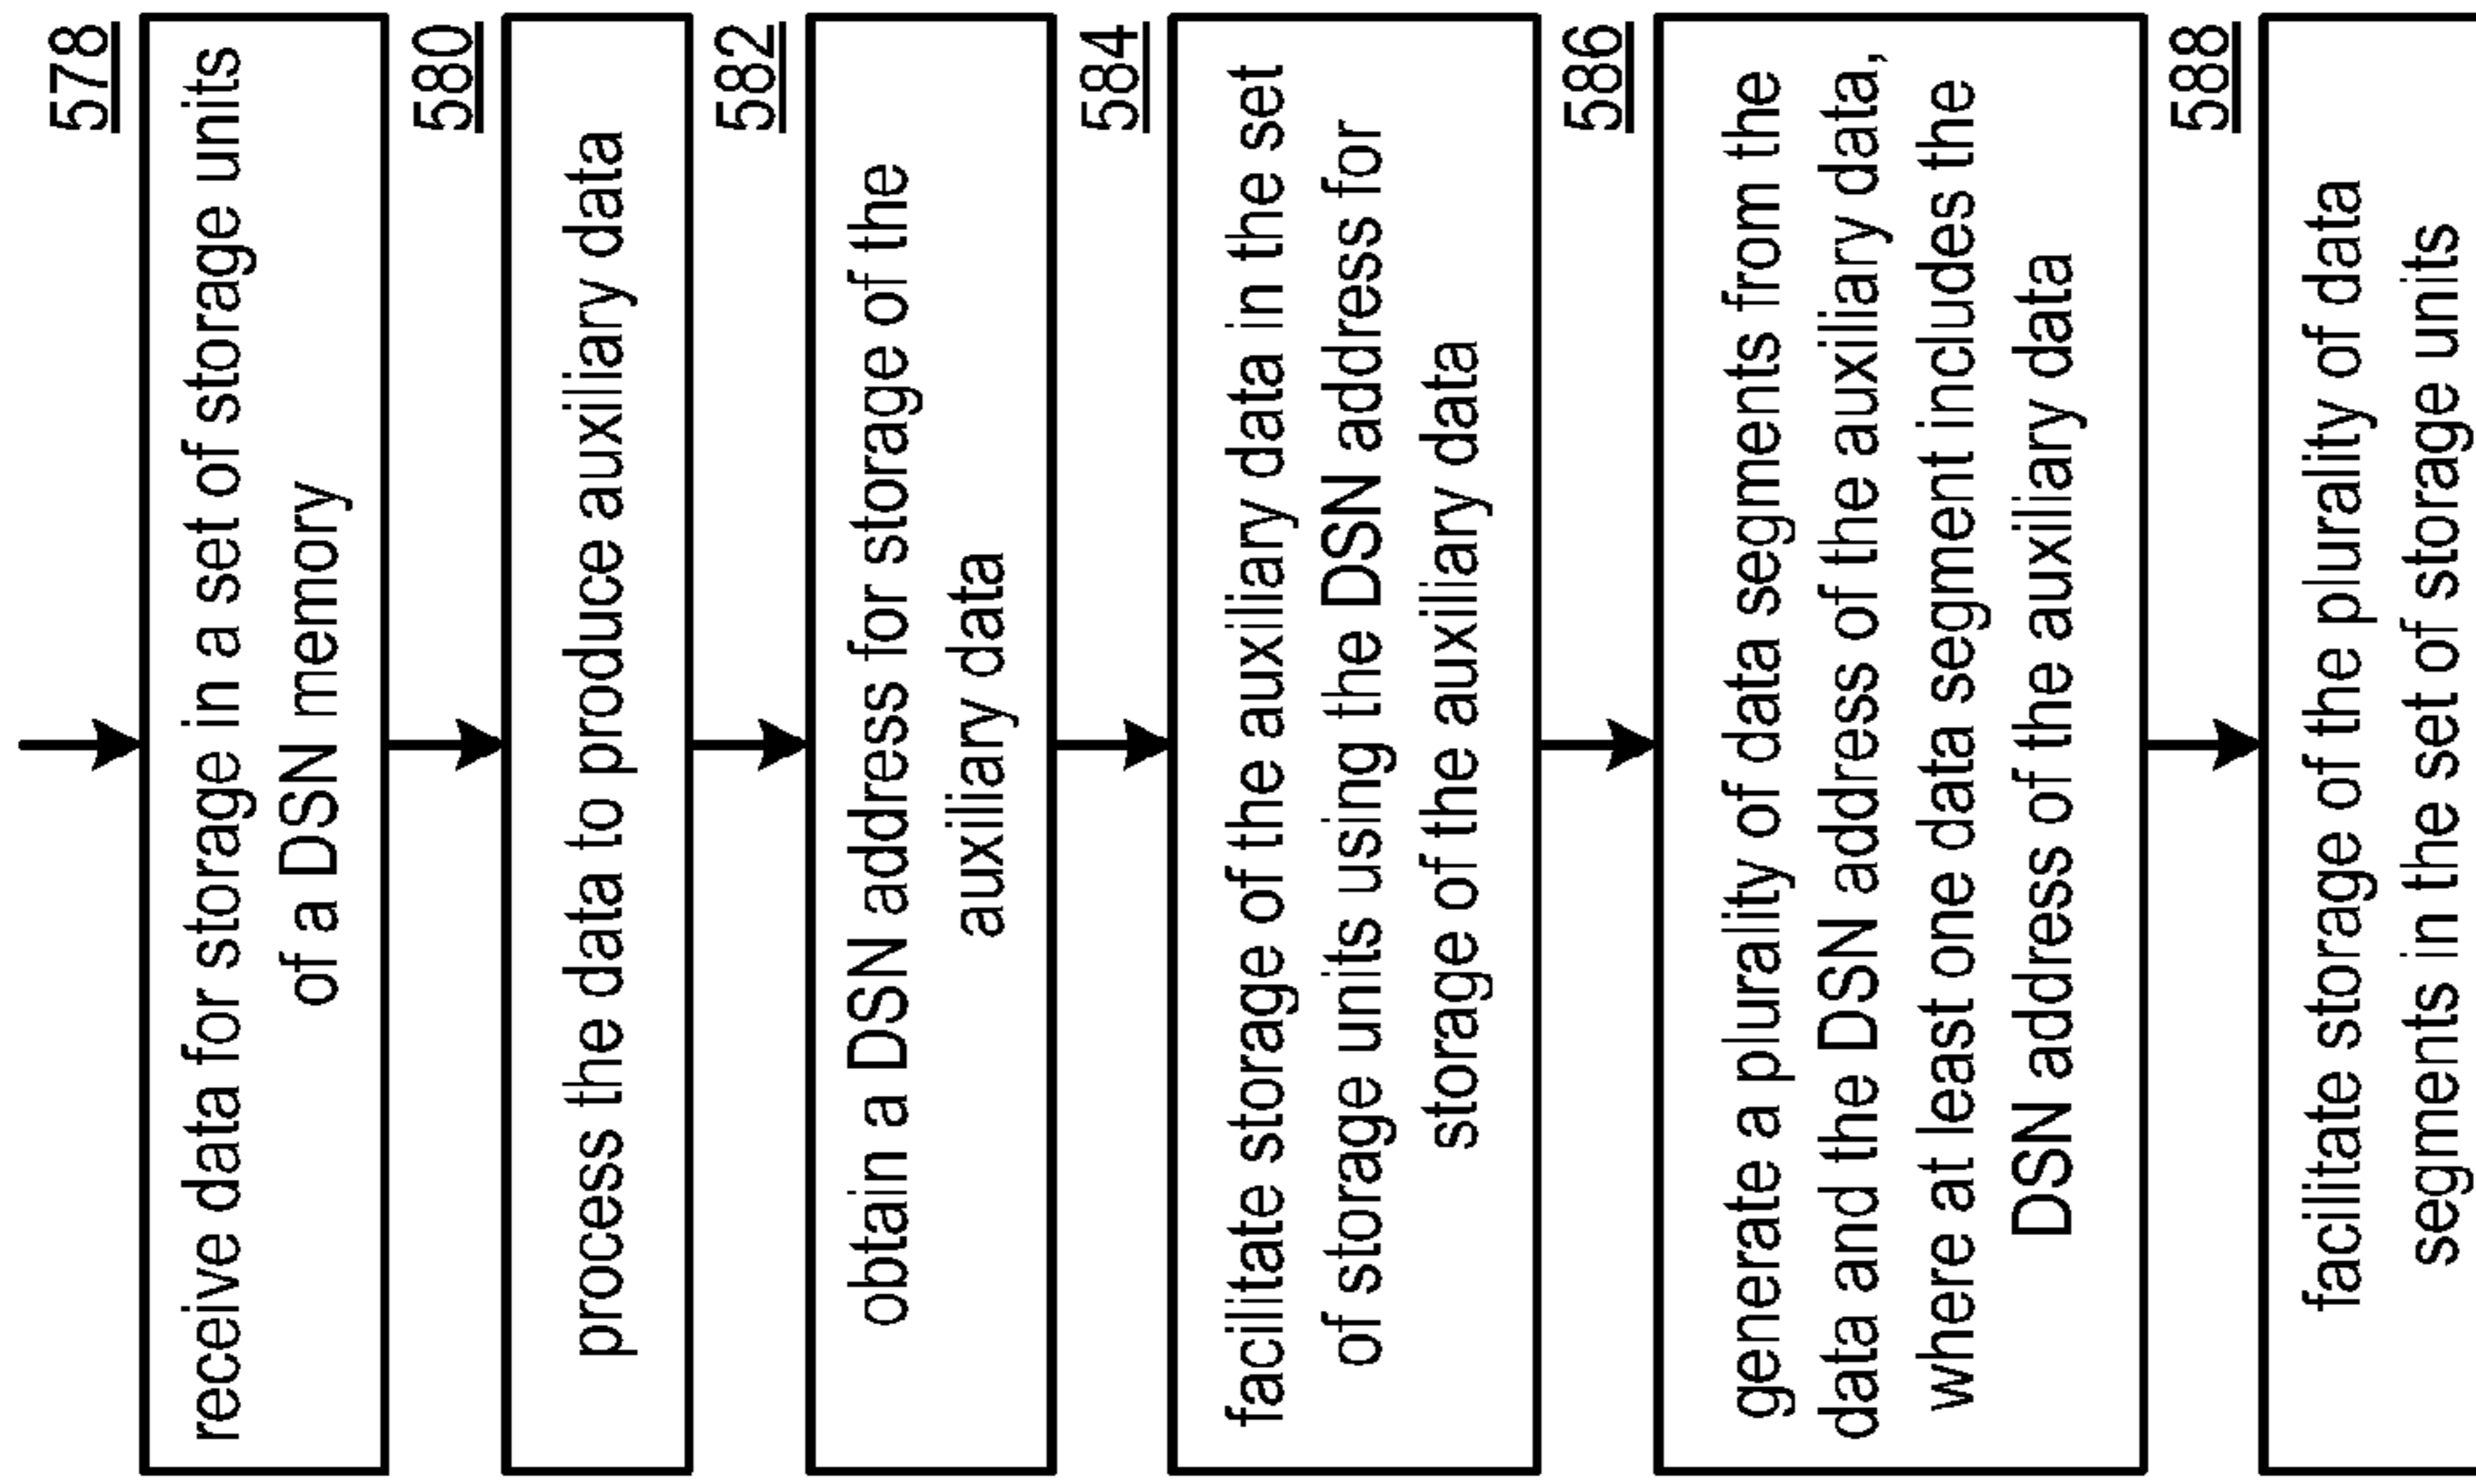 578
receive data for storage in a set of storage units
of a DSN memory
580
process the data to produce auxiliary data
582
obtain a DSN address for storage of the
auxiliary data
584
facilitate storage of the auxiliary data in the set
of storage units using the DSN address for
storage of the auxiliary data
586
generate a plurality of data segments from the
data and the DSN address of the auxiliary data,
where at least one data segment includes the
DSN address of the auxiliary data
588
facilitate storage of the plurality of data
segments in the set of storage units